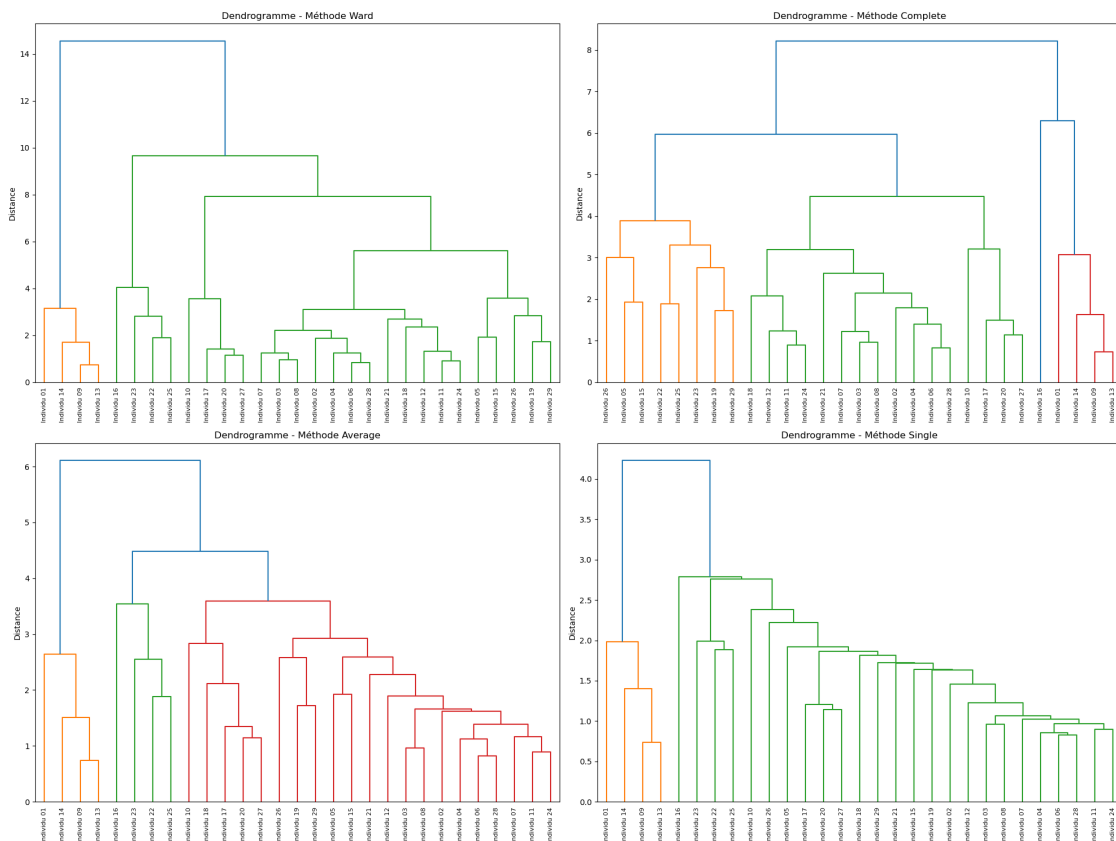 Dendrogramme - Méthode Ward
Distance
14
12
10
8
6
4
2
0
Individu 01
Individu 14
Individu 09
Individu 13
Individu 16
Individu 23
Individu 22
Individu 25
Individu 10
Individu 17
Individu 20
Individu 27
Individu 07
Individu 03
Individu 08
Individu 02
Individu 04
Individu 06
Individu 28
Individu 21
Individu 18
Individu 12
Individu 11
Individu 24
Individu 05
Individu 15
Individu 26
Individu 19
Individu 29
Dendrogramme - Méthode Complete
Distance
8
7
6
5
4
3
2
1
0
Individu 26
Individu 05
Individu 15
Individu 22
Individu 25
Individu 23
Individu 19
Individu 29
Individu 18
Individu 12
Individu 11
Individu 24
Individu 21
Individu 07
Individu 03
Individu 08
Individu 02
Individu 04
Individu 06
Individu 28
Individu 10
Individu 17
Individu 20
Individu 27
Individu 16
Individu 01
Individu 14
Individu 09
Individu 13
Dendrogramme - Méthode Average
Distance
6
5
4
3
2
1
0
Individu 01
Individu 14
Individu 09
Individu 13
Individu 16
Individu 23
Individu 22
Individu 25
Individu 10
Individu 18
Individu 17
Individu 20
Individu 27
Individu 26
Individu 19
Individu 29
Individu 05
Individu 15
Individu 21
Individu 12
Individu 03
Individu 08
Individu 02
Individu 04
Individu 06
Individu 28
Individu 07
Individu 11
Individu 24
Dendrogramme - Méthode Single
Distance
4.0
3.5
3.0
2.5
2.0
1.5
1.0
0.5
0.0
Individu 01
Individu 14
Individu 09
Individu 13
Individu 16
Individu 23
Individu 22
Individu 25
Individu 10
Individu 26
Individu 05
Individu 17
Individu 20
Individu 27
Individu 18
Individu 29
Individu 21
Individu 15
Individu 19
Individu 02
Individu 12
Individu 03
Individu 08
Individu 07
Individu 04
Individu 06
Individu 28
Individu 11
Individu 24